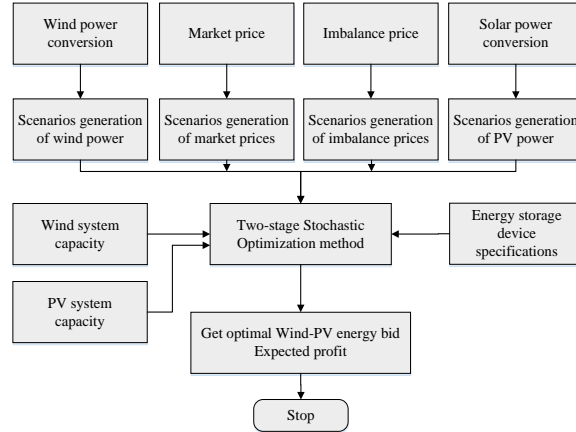 Wind power
conversion
Market price
Imbalance price
Solar power
conversion
Scenarios generation
of wind power
Scenarios generation
of market prices
Scenarios generation
of imbalance prices
Scenarios generation
of PV power
Wind system
capacity
Two-stage Stochastic
Optimization method
Energy storage
device
specifications
PV system
capacity
Get optimal Wind-PV energy bid
Expected profit
Stop